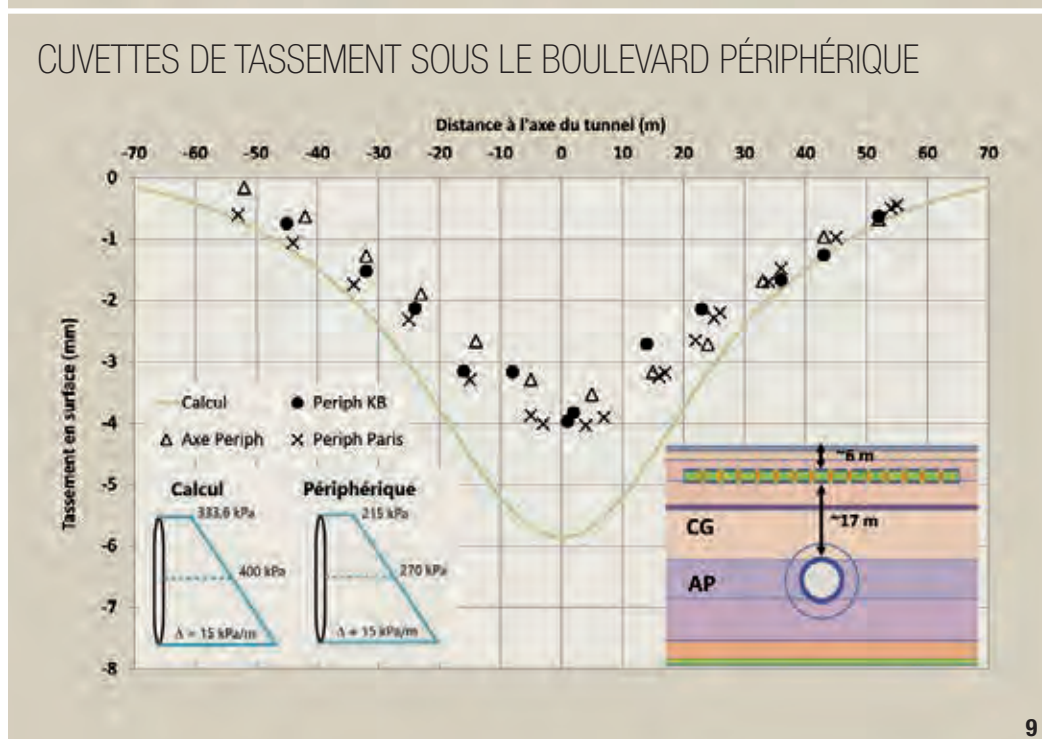 CUVETTES DE TASSEMENT SOUS LE BOULEVARD PÉRIPHÉRIQUE
Distance à l'axe du tunnel (m)
-70 -60 -50 -40 -30 -20 -10 0 10 20 30 40 50 60 70
0
-1
-2
-3
-4
-5
-6
-7
-8
Tassement en surface (mm)
Calcul
Periph KB
Axe Periph
Periph Paris
Calcul
333,6 kPa
400 kPa
Δ = 15 kPa/m
Périphérique
215 kPa
270 kPa
Δ = 15 kPa/m
~6 m
~17 m
CG
AP
9